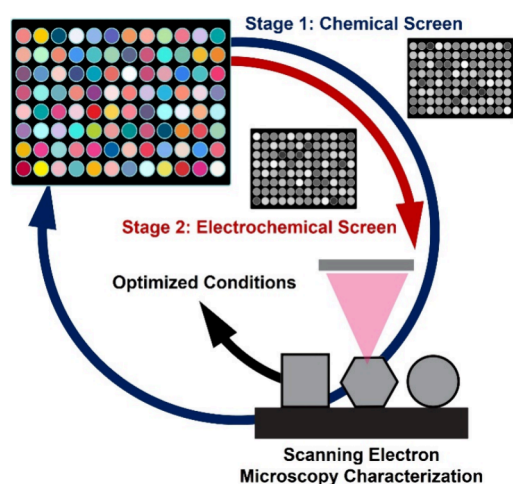 Stage 1: Chemical Screen
Stage 2: Electrochemical Screen
Optimized Conditions
Scanning Electron
Microscopy Characterization